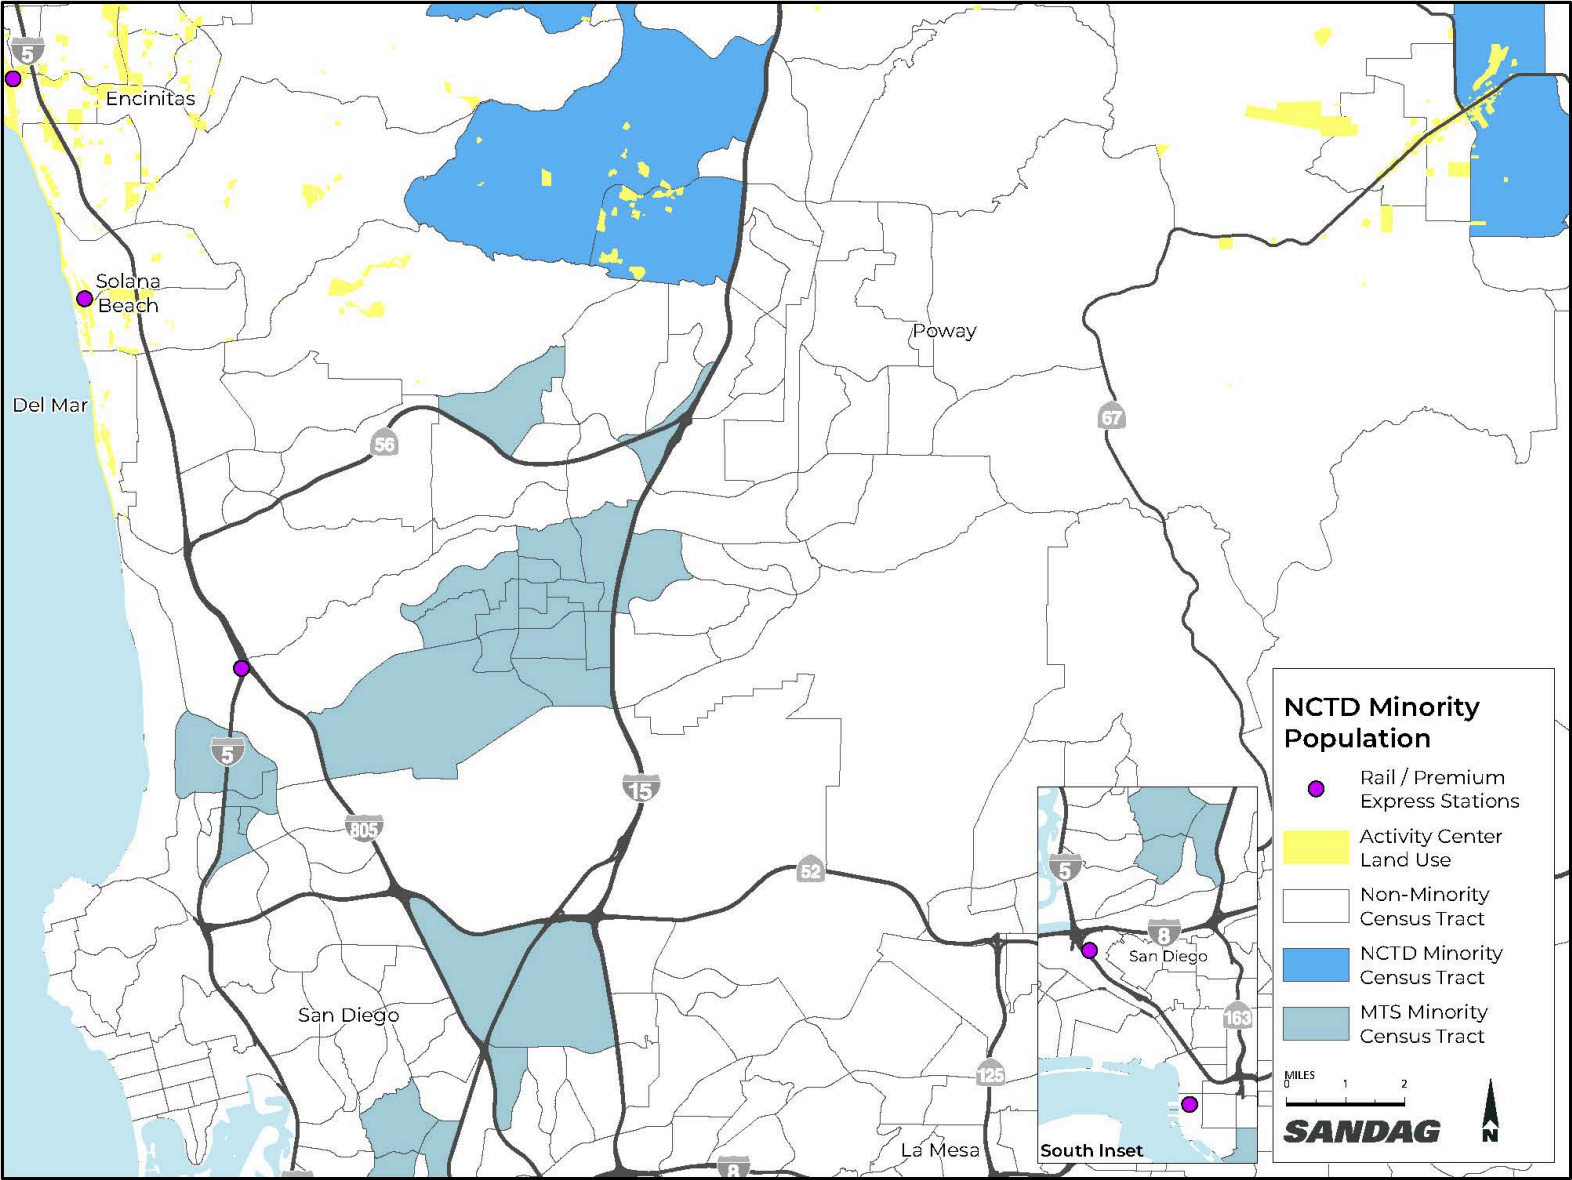 5
Encinitas
Solana
Beach
Poway
Del Mar
67
56
NCTD Minority
Population
5
Rail / Premium
Express Stations
15
805
Activity Center
Land Use
52
5
Non-Minority
Census Tract
8
San Diego
NCTD Minority
Census Tract
San Diego
163
MTS Minority
Census Tract
125
MILES
0 1 2
SANDAG
N
La Mesa
South Inset
8